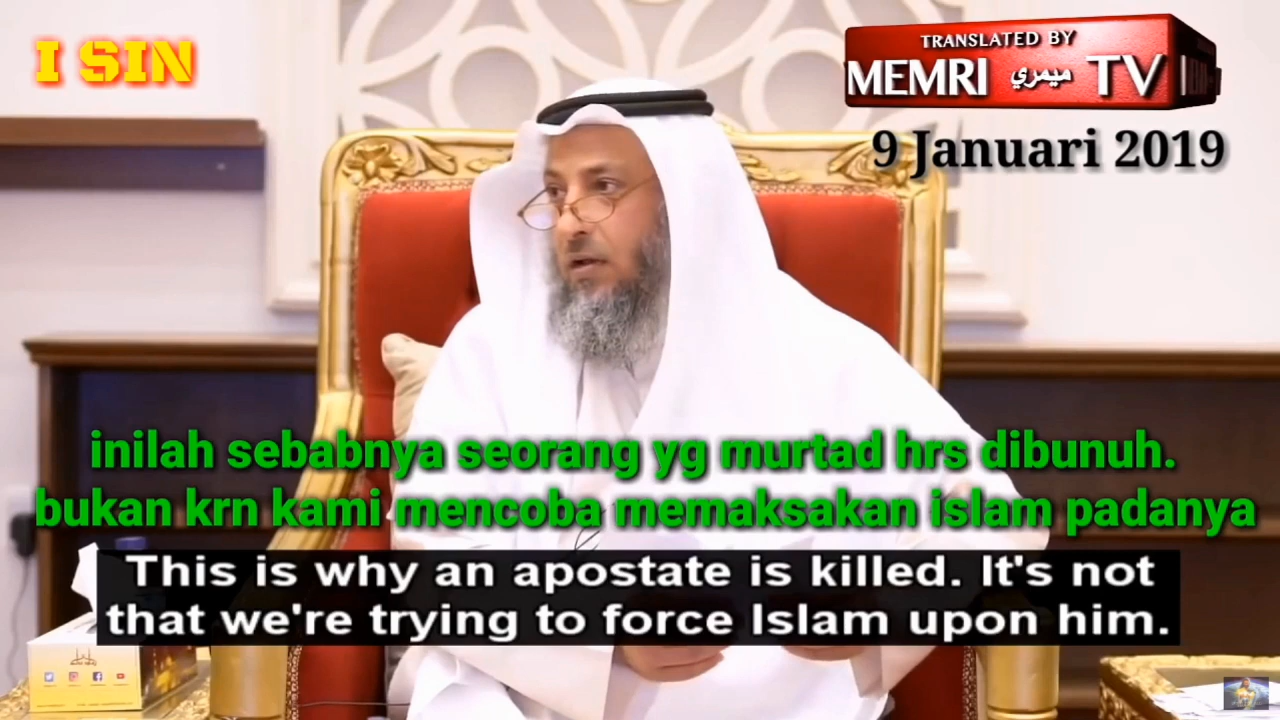 I SIN
TRANSLATED BY
MEMRI ميمري TV
9 Januari 2019
inilah sebabnya seorang yg murtad hrs dibunuh.
bukan krn kami mencoba memaksakan islam padanya
This is why an apostate is killed. It's not
that we're trying to force Islam upon him.